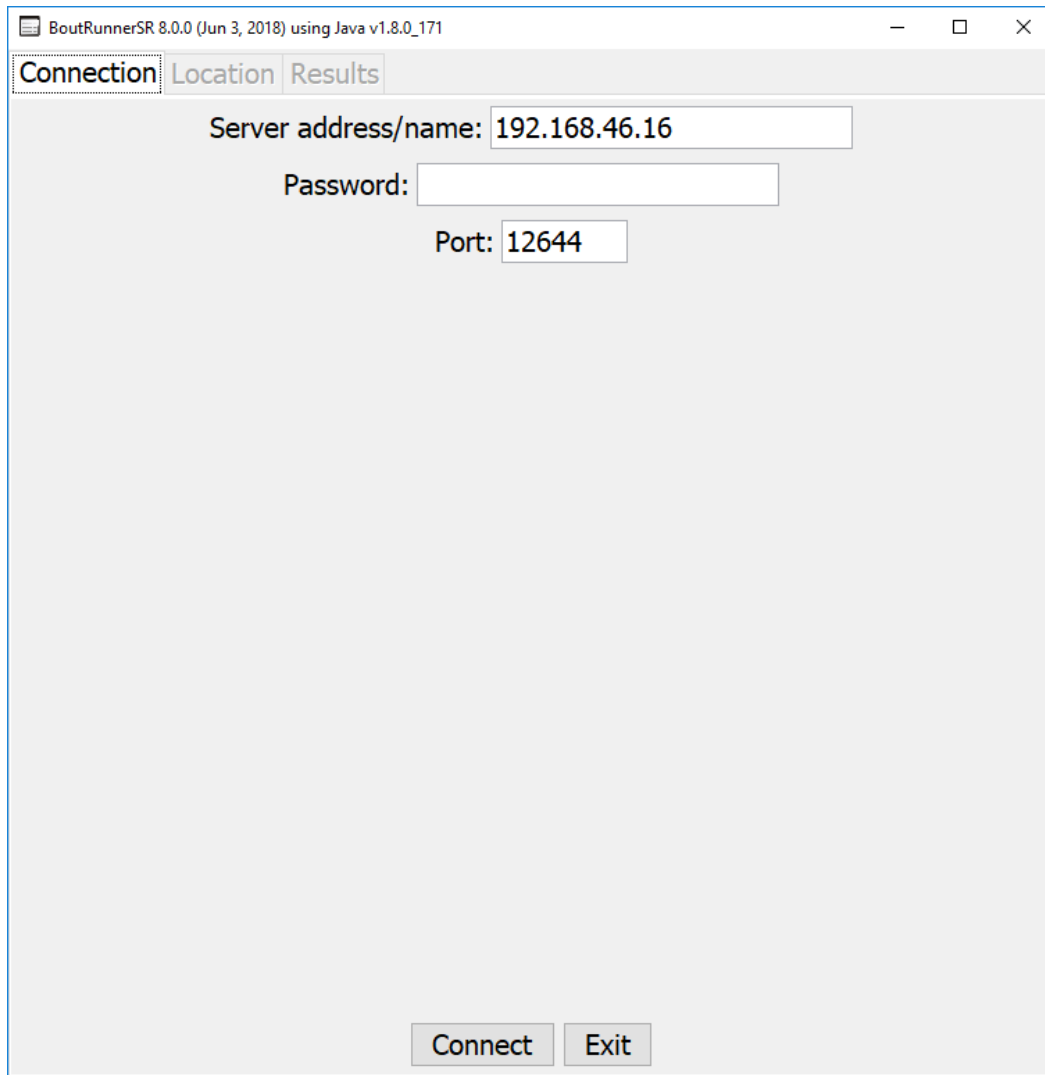 BoutRunnerSR 8.0.0 (Jun 3, 2018) using Java v1.8.0_171
Connection Location Results
Server address/name: 192.168.46.16
Password:
Port: 12644
Connect Exit